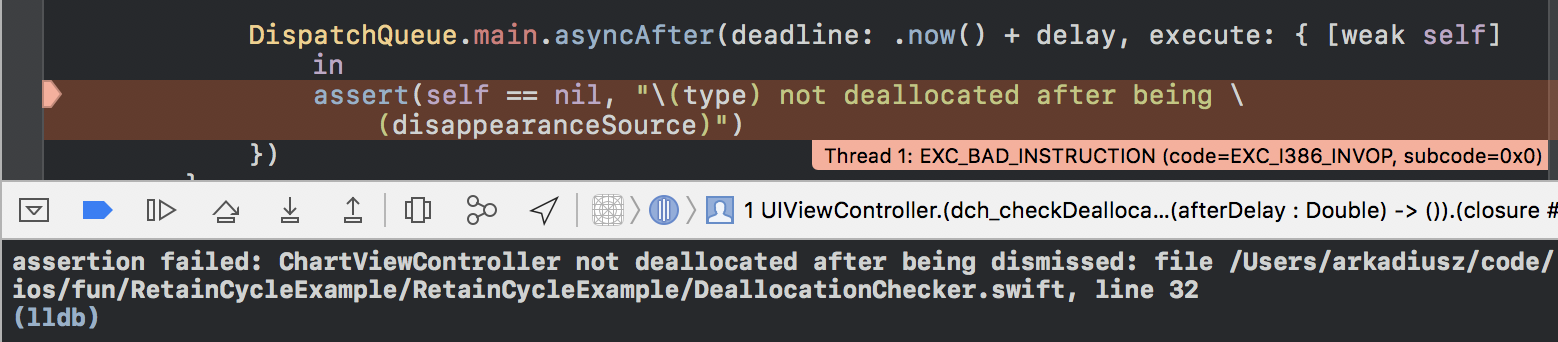 DispatchQueue.main.asyncAfter(deadline: .now() + delay, execute: { [weak self]
in
assert(self == nil, "\(type) not deallocated after being \
(disappearanceSource)")
})
Thread 1: EXC_BAD_INSTRUCTION (code=EXC_I386_INVOP, subcode=0x0)
1 UIViewController.(dch_checkDealloca...(afterDelay : Double) -> ()).(closure #
assertion failed: ChartViewController not deallocated after being dismissed: file /Users/arkadiusz/code/
ios/fun/RetainCycleExample/RetainCycleExample/DeallocationChecker.swift, line 32
(lldb)